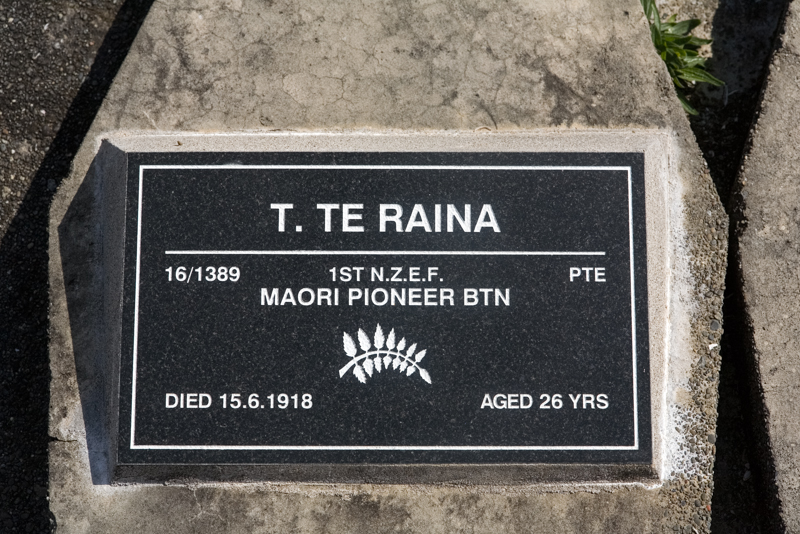 T. TE RAINA
16/1389 1ST N.Z.E.F. PTE
MAORI PIONEER BTN
DIED 15.6.1918 AGED 26 YRS